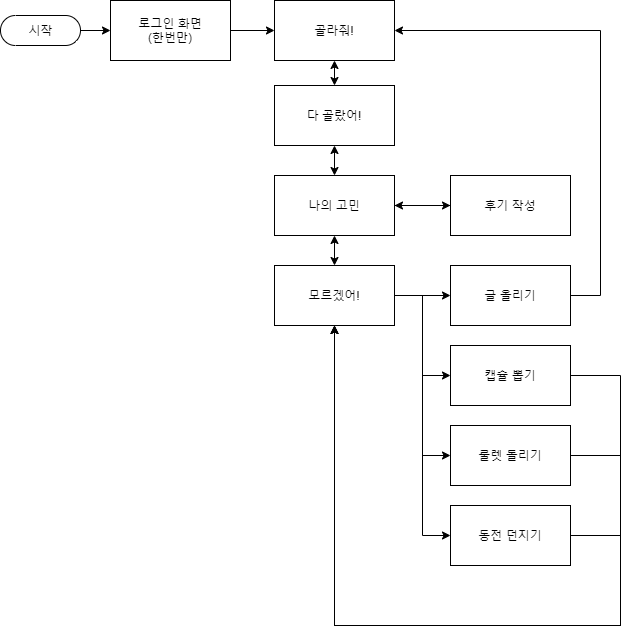 시작
로그인 화면
(한번만)
골라줘!
다 골랐어!
나의 고민
후기 작성
모르겠어!
글 올리기
캡슐 뽑기
룰렛 돌리기
동전 던지기